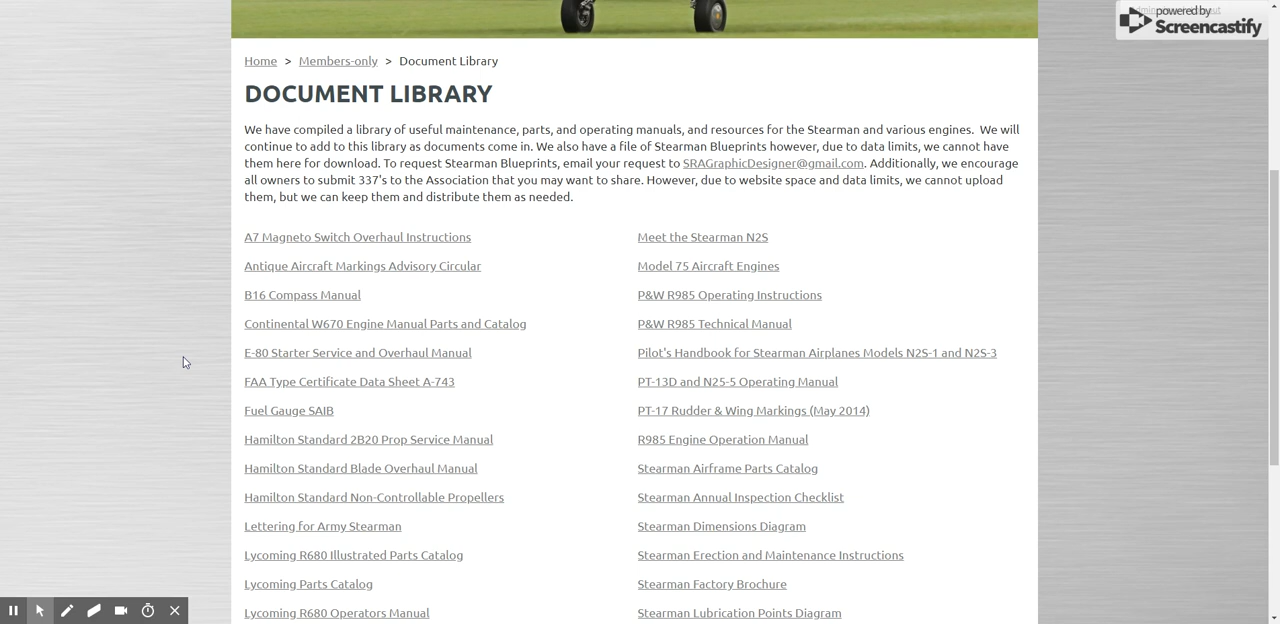 powered by
Screencastify
Home > Members-only > Document Library
DOCUMENT LIBRARY
We have compiled a library of useful maintenance, parts, and operating manuals, and resources for the Stearman and various engines. We will
continue to add to this library as documents come in. We also have a file of Stearman Blueprints however, due to data limits, we cannot have
them here for download. To request Stearman Blueprints, email your request to SRAGraphicDesigner@gmail.com. Additionally, we encourage
all owners to submit 337's to the Association that you may want to share. However, due to website space and data limits, we cannot upload
them, but we can keep them and distribute them as needed.
A7 Magneto Switch Overhaul Instructions
Antique Aircraft Markings Advisory Circular
B16 Compass Manual
Continental W670 Engine Manual Parts and Catalog
E-80 Starter Service and Overhaul Manual
FAA Type Certificate Data Sheet A-743
Fuel Gauge SAIB
Hamilton Standard 2B20 Prop Service Manual
Hamilton Standard Blade Overhaul Manual
Hamilton Standard Non-Controllable Propellers
Lettering for Army Stearman
Lycoming R680 Illustrated Parts Catalog
Lycoming Parts Catalog
Lycoming R680 Operators Manual
Meet the Stearman N2S
Model 75 Aircraft Engines
P&W R985 Operating Instructions
P&W R985 Technical Manual
Pilot's Handbook for Stearman Airplanes Models N2S-1 and N2S-3
PT-13D and N25-5 Operating Manual
PT-17 Rudder & Wing Markings (May 2014)
R985 Engine Operation Manual
Stearman Airframe Parts Catalog
Stearman Annual Inspection Checklist
Stearman Dimensions Diagram
Stearman Erection and Maintenance Instructions
Stearman Factory Brochure
Stearman Lubrication Points Diagram